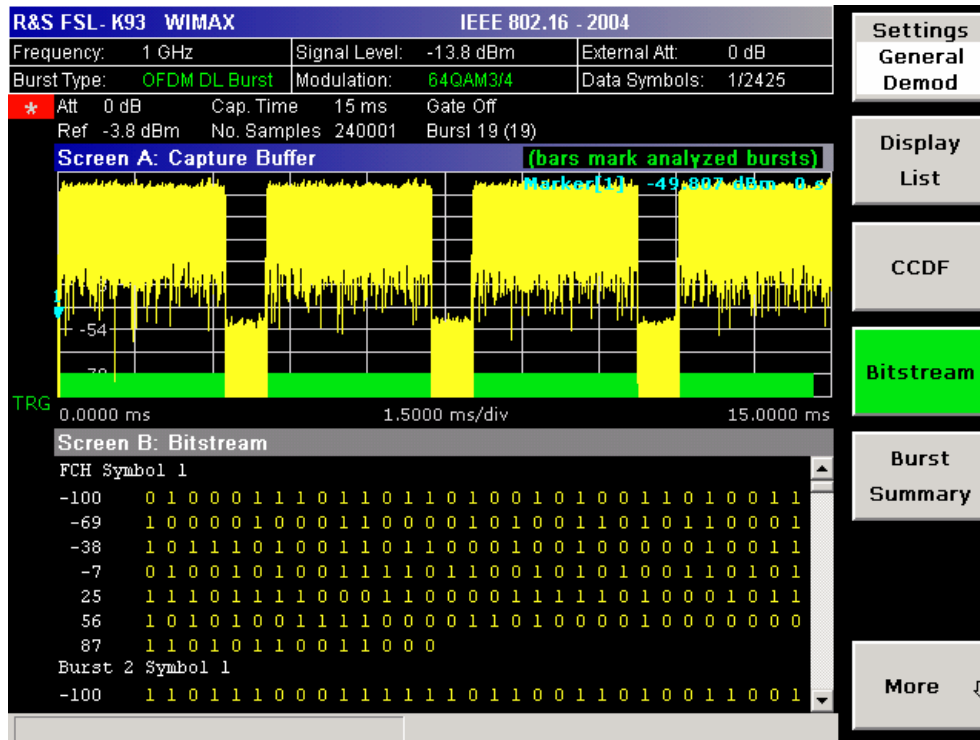 R&S FSL-K93 WIMAX IEEE 802.16 - 2004
Frequency: 1 GHz Signal Level: -13.8 dBm External Att: 0 dB
Burst Type: OFDM DL Burst Modulation: 64QAM3/4 Data Symbols: 1/2425
* Att 0 dB Cap. Time 15 ms Gate Off
Ref -3.8 dBm No. Samples 240001 Burst 19 (19)
Screen A: Capture Buffer (bars mark analyzed bursts)
Marker[1] -49.807 dBm 0 s
1
-54
TRG
0.0000 ms 1.5000 ms/div 15.0000 ms
Screen B: Bitstream
FCH Symbol 1
-100 0 1 0 0 0 1 1 1 0 1 1 0 1 1 0 1 0 0 1 0 1 0 0 1 1 0 1 0 0 1 1
-69 1 0 0 0 0 1 0 1 1 0 0 0 0 1 0 1 0 0 1 0 0 1 1 0 1 0 1 1 0 0 1
-38 1 0 1 1 1 0 1 0 0 1 1 0 1 1 0 0 0 1 0 0 1 0 0 0 0 0 1 0 0 1 1
-7 0 1 0 0 1 0 1 0 0 1 1 1 1 0 1 1 0 0 1 0 1 0 1 0 0 1 1 0 1 0 1
25 1 1 1 0 1 1 1 1 0 0 0 1 1 0 0 0 0 1 1 1 1 1 0 1 0 0 0 1 0 1 1
56 1 0 1 0 1 0 0 1 1 1 1 0 0 0 0 1 1 0 1 0 0 0 0 1 0 0 0 0 0 0 0
87 1 1 0 1 0 1 1 0 0 1 1 0 0 0
Burst 2 Symbol 1
-100 1 1 0 1 1 1 0 0 0 1 1 1 1 1 1 0 1 1 0 0 1 1 0 1 0 0 1 1 0 0 1
Settings
General
Demod
Display
List
CCDF
Bitstream
Burst
Summary
More